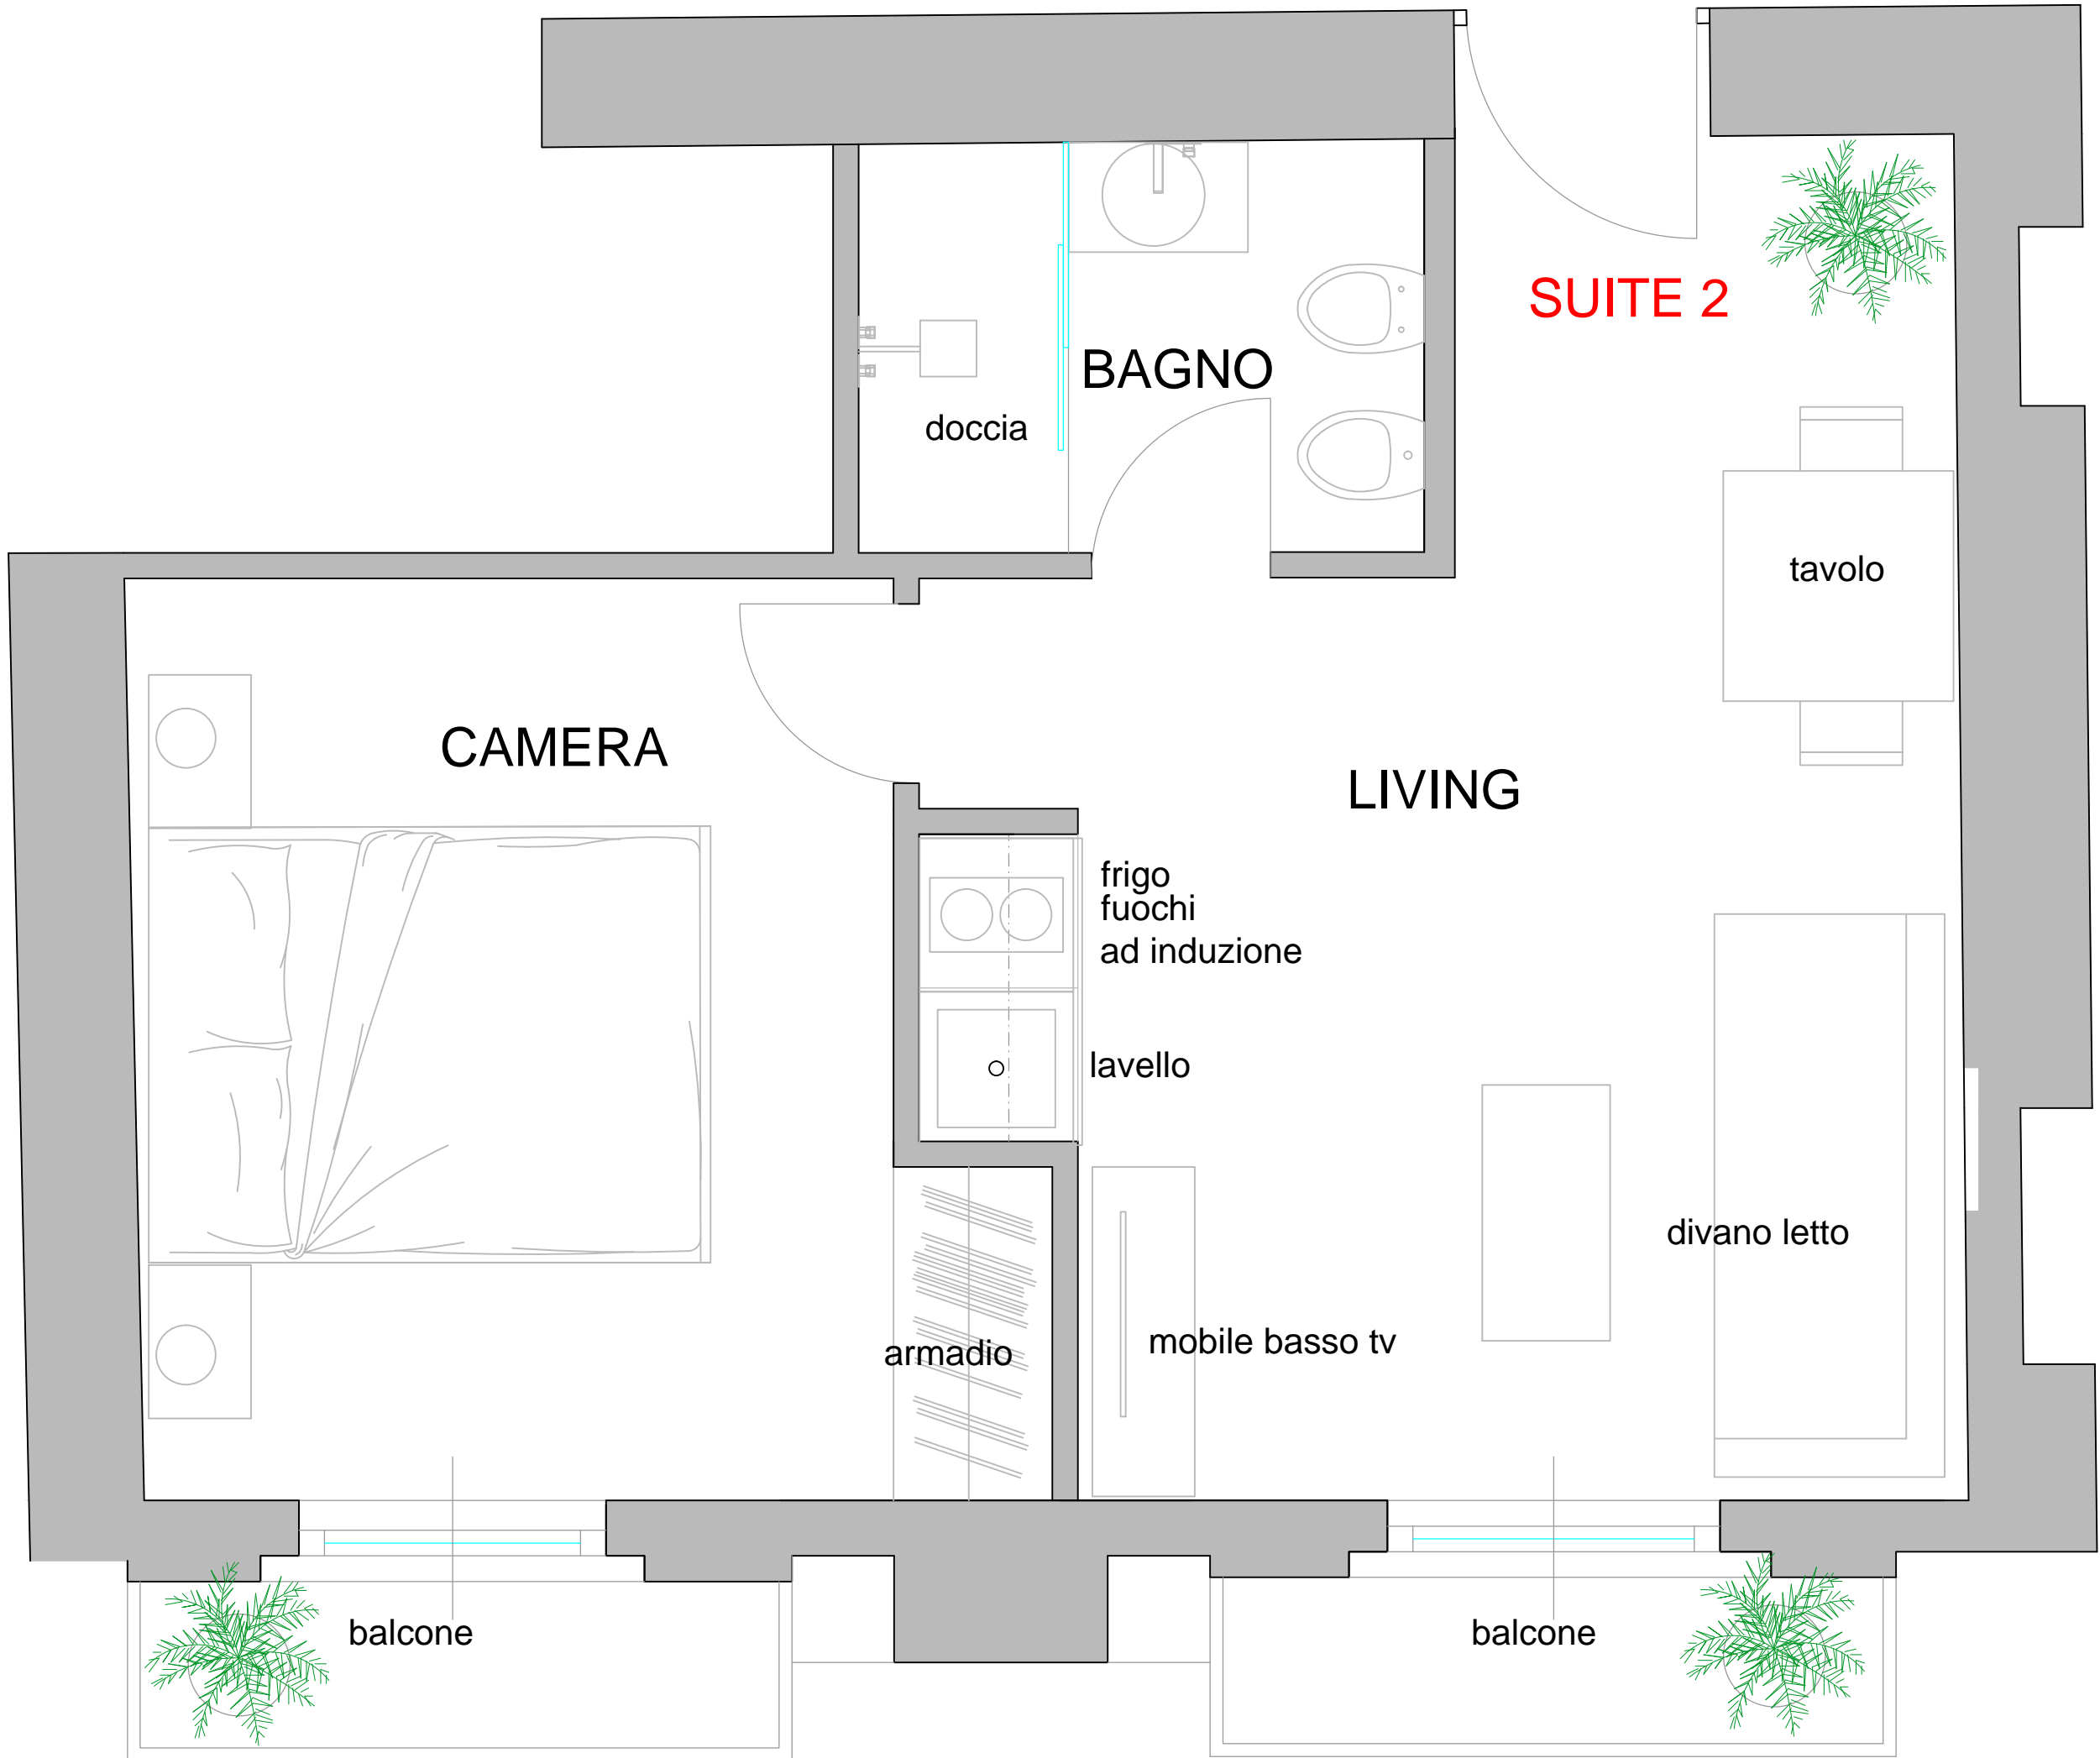 SUITE 2
BAGNO
doccia
tavolo
CAMERA
LIVING
frigo
fuochi
ad induzione
lavello
divano letto
mobile basso tv
armadio
balcone
balcone